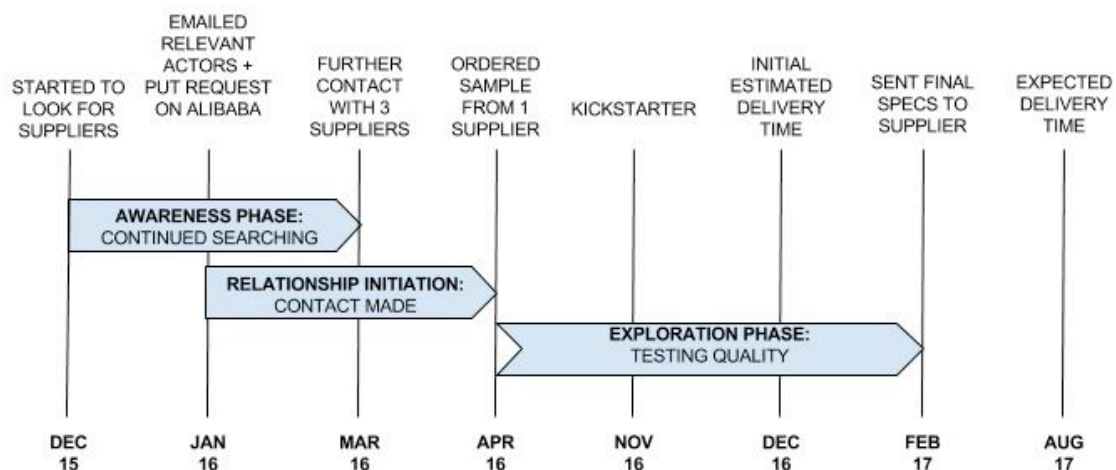 STARTED TO
LOOK FOR
SUPPLIERS
EMAILED
RELEVANT
ACTORS +
PUT REQUEST
ON ALIBABA
FURTHER
CONTACT
WITH 3
SUPPLIERS
ORDERED
SAMPLE
FROM 1
SUPPLIER
KICKSTARTER
INITIAL
ESTIMATED
DELIVERY
TIME
SENT FINAL
SPECS TO
SUPPLIER
EXPECTED
DELIVERY
TIME
AWARENESS PHASE:
CONTINUED SEARCHING
RELATIONSHIP INITIATION:
CONTACT MADE
EXPLORATION PHASE:
TESTING QUALITY
DEC
15
JAN
16
MAR
16
APR
16
NOV
16
DEC
16
FEB
17
AUG
17